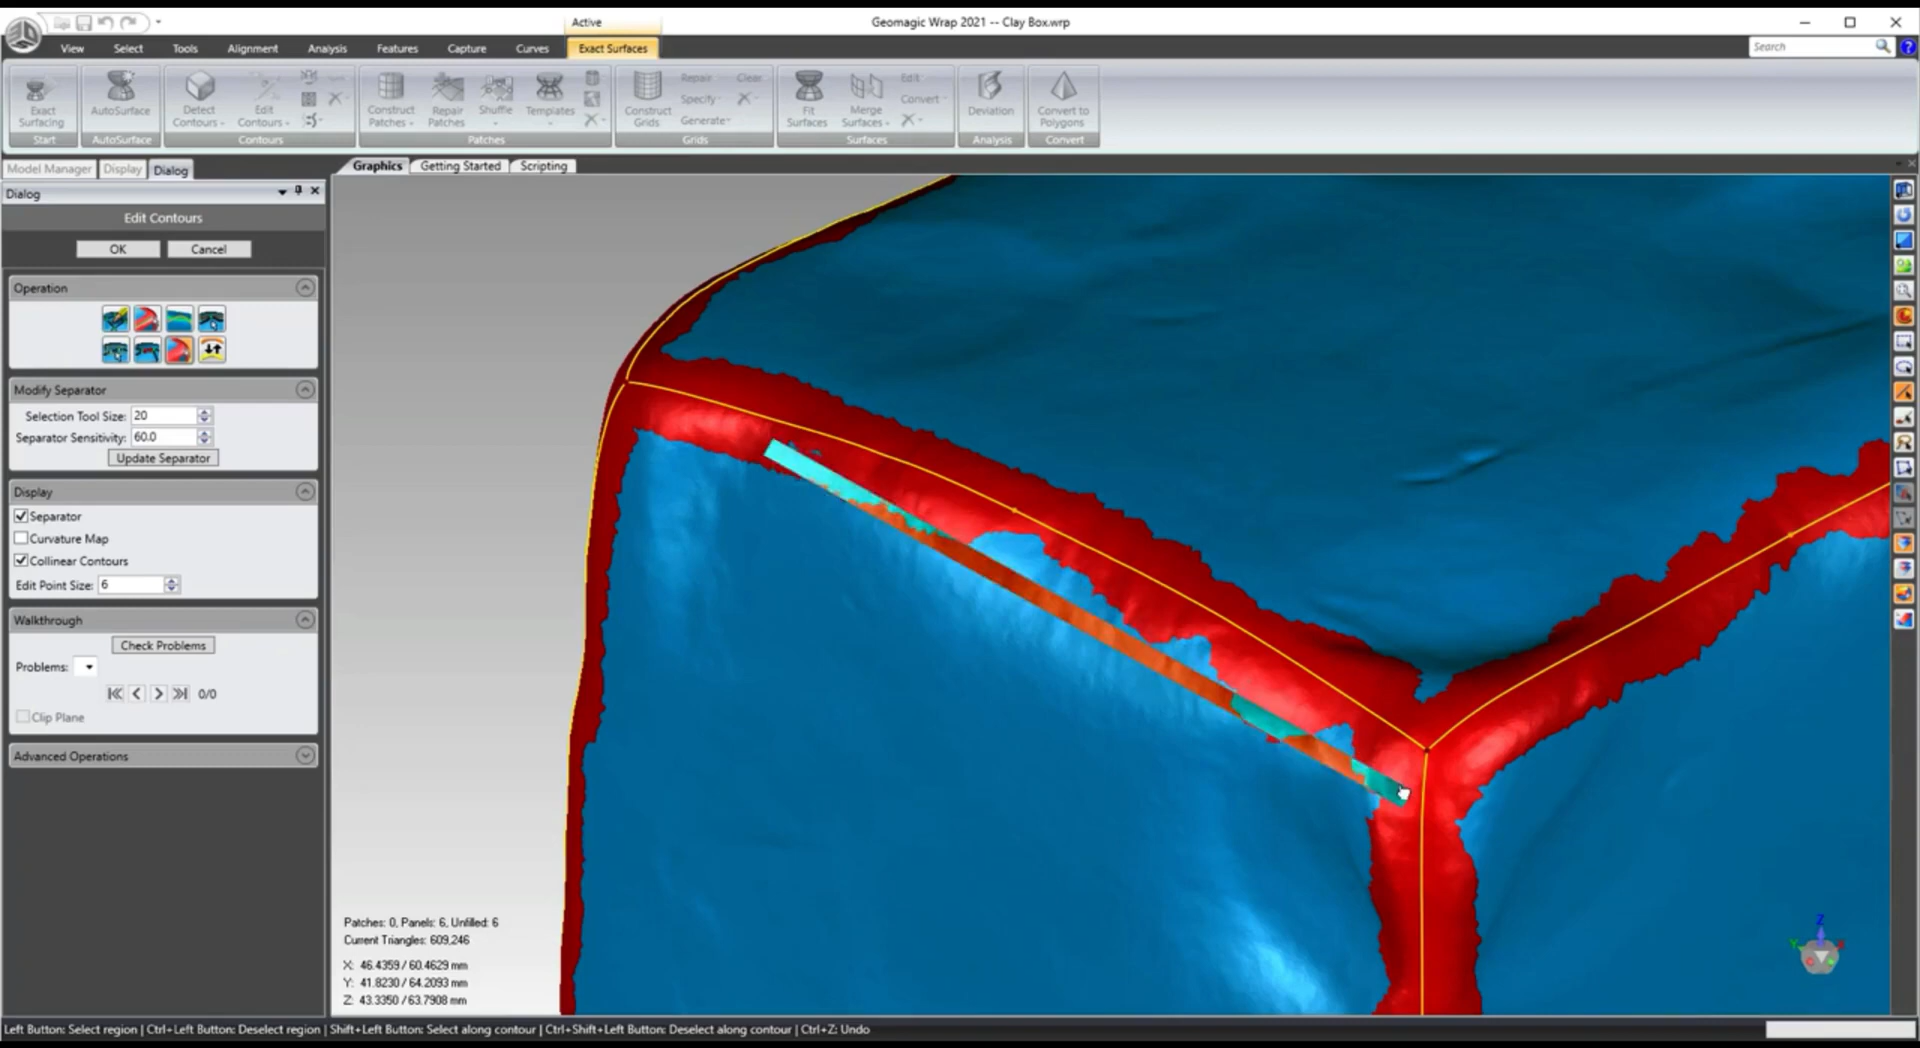 Active
Geomagic Wrap 2021 -- Clay Box.wrp
View Select Tools Alignment Analysis Features Capture Curves Exact Surfaces
Search
Exact Surfacing
AutoSurface
Detect Contours
Edit Contours
Construct Patches
Repair Patches
Shuffle
Templates
Construct Grids
Repair
Specify
Generate
Clear
Fit Surfaces
Merge Surfaces
Edit
Convert
Deviation
Convert to Polygons
Start AutoSurface Contours Patches Grids Surfaces Analysis Convert
Model Manager Display Dialog
Graphics Getting Started Scripting
Dialog
Edit Contours
OK Cancel
Operation
Modify Separator
Selection Tool Size: 20
Separator Sensitivity: 60.0
Update Separator
Display
Separator
Curvature Map
Collinear Contours
Edit Point Size: 6
Walkthrough
Check Problems
Problems:
0/0
Clip Plane
Advanced Operations
Patches: 0, Panels: 6, Unfilled: 6
Current Triangles: 609,246
X: 46.4359 / 60.4629 mm
Y: 41.8230 / 64.2093 mm
Z: 43.3350 / 63.7908 mm
Z
Y
X
Left Button: Select region | Ctrl+Left Button: Deselect region | Shift+Left Button: Select along contour | Ctrl+Shift+Left Button: Deselect along contour | Ctrl+Z: Undo